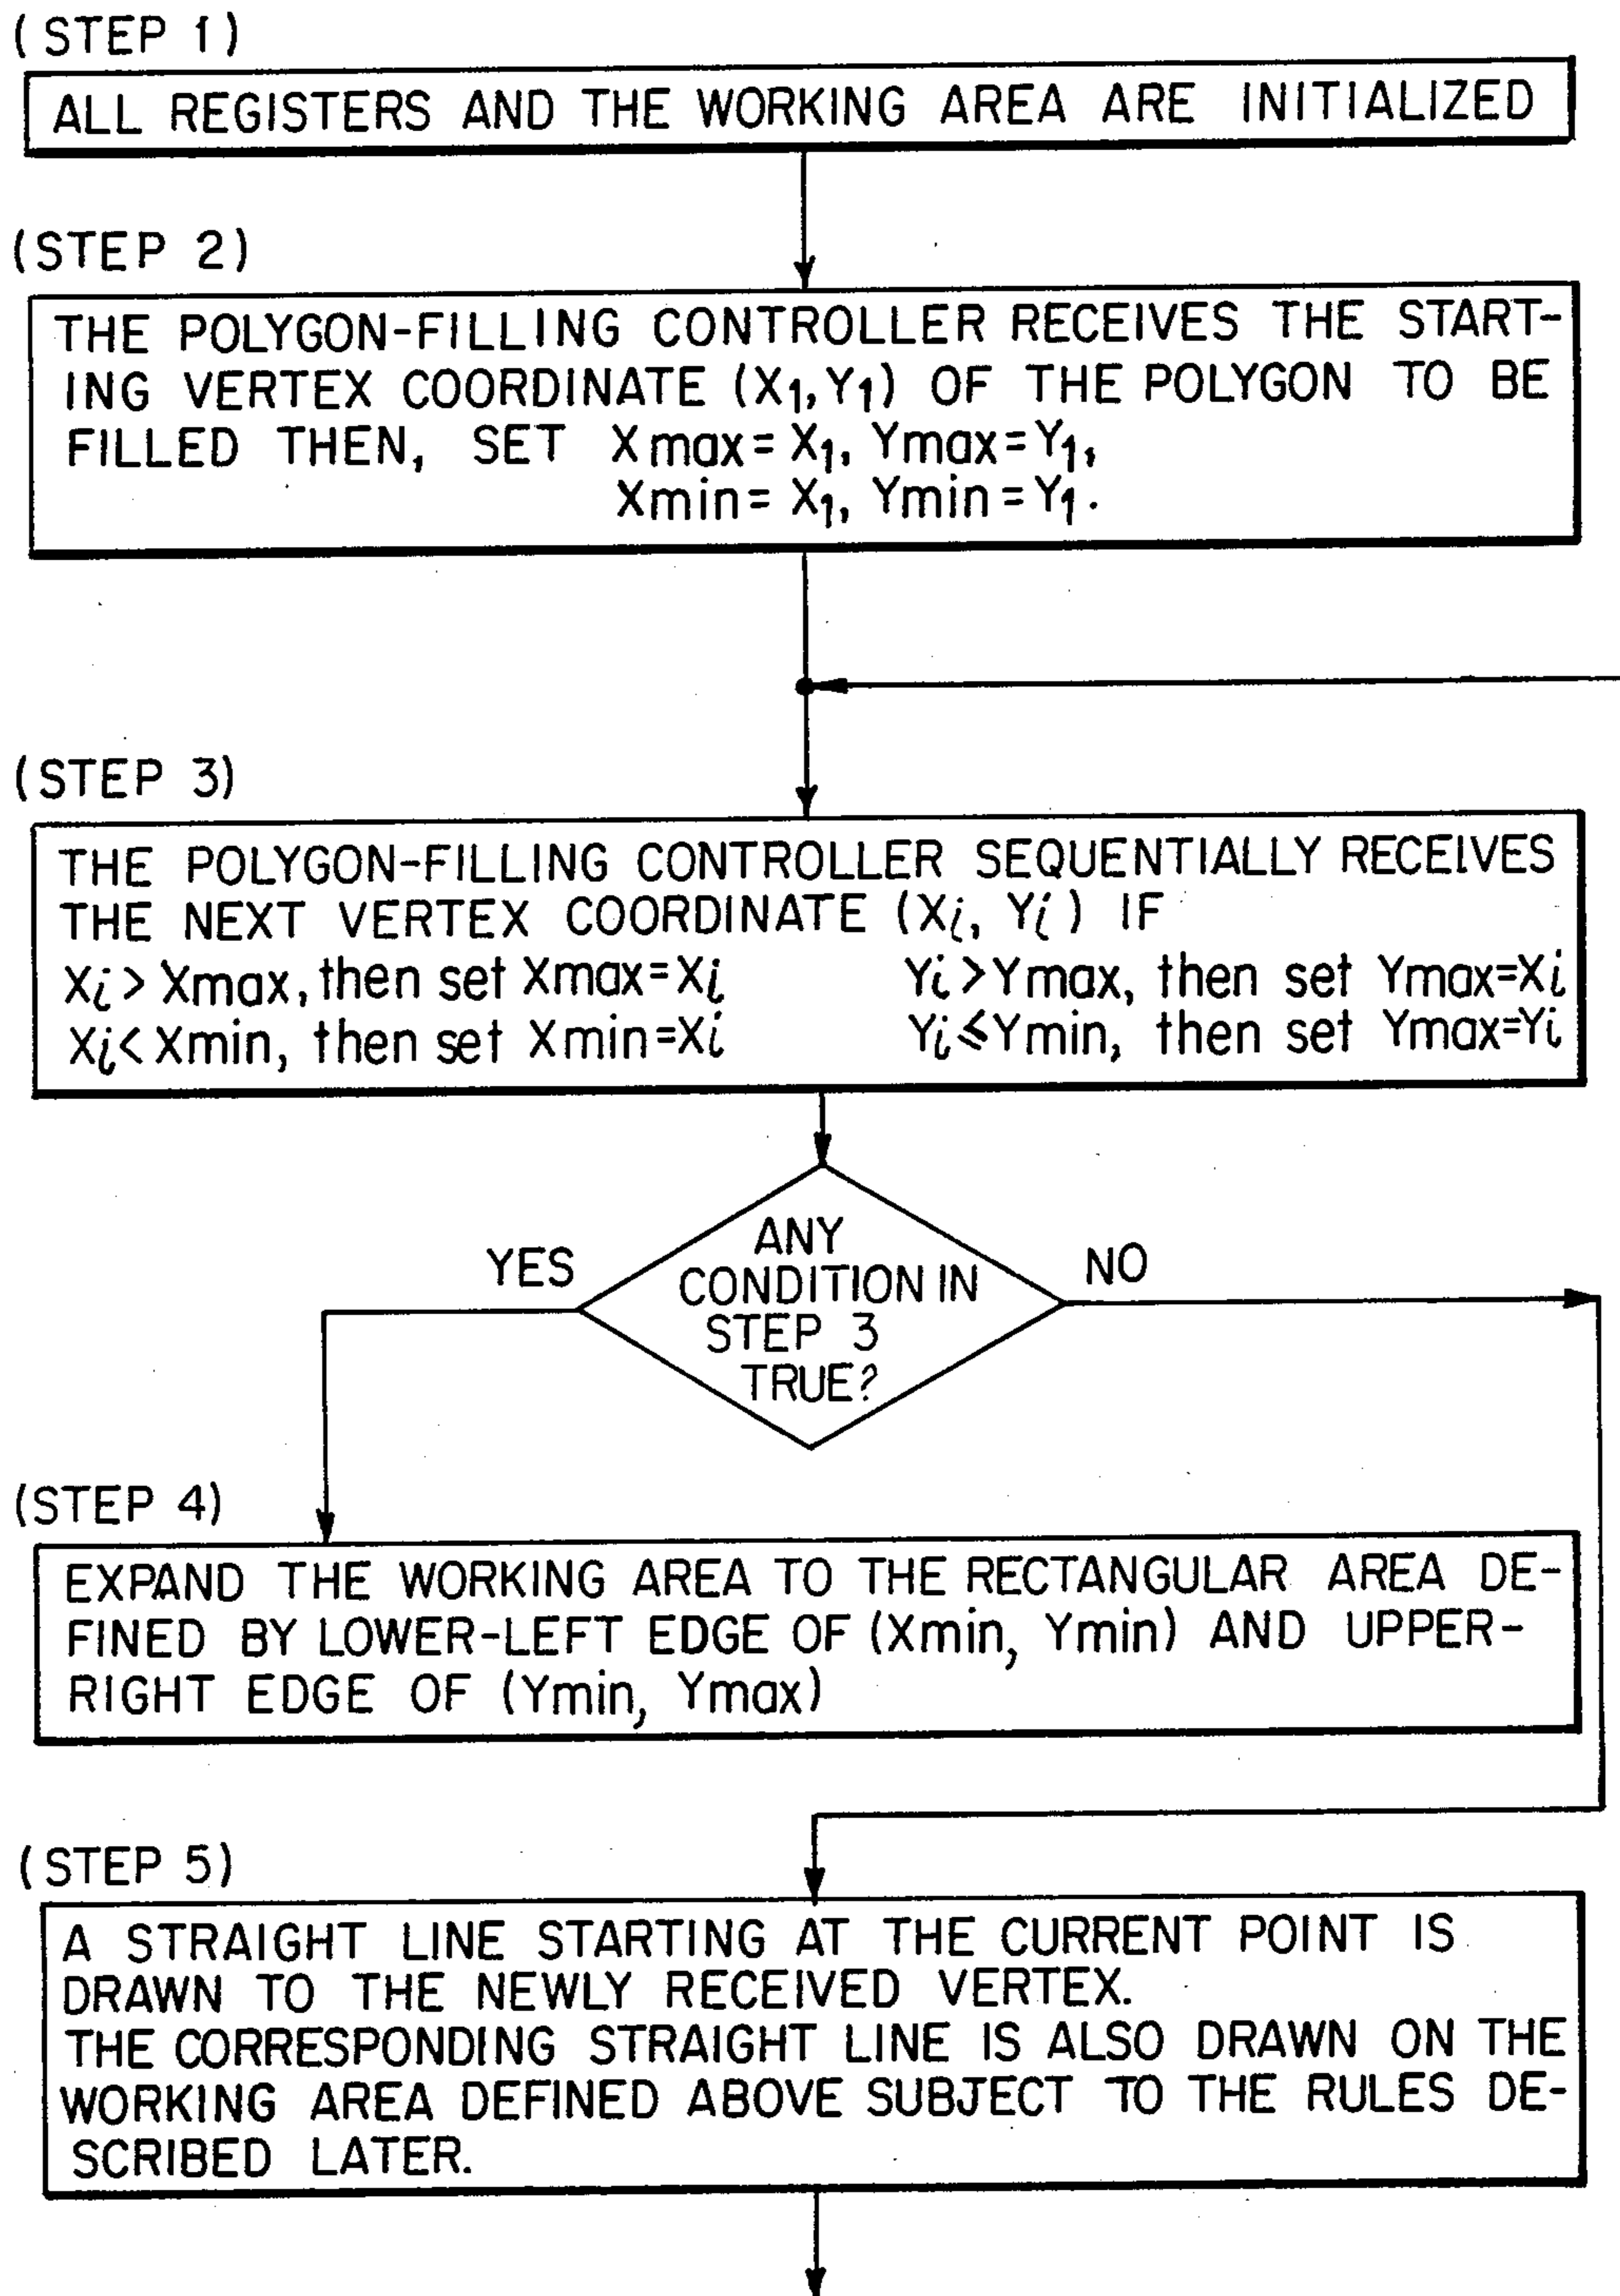 (STEP 1)
ALL REGISTERS AND THE WORKING AREA ARE INITIALIZED
(STEP 2)
THE POLYGON-FILLING CONTROLLER RECEIVES THE START-
ING VERTEX COORDINATE (X1, Y1) OF THE POLYGON TO BE
FILLED THEN, SET Xmax = X1, Ymax = Y1,
Xmin = X1, Ymin = Y1.
(STEP 3)
THE POLYGON-FILLING CONTROLLER SEQUENTIALLY RECEIVES
THE NEXT VERTEX COORDINATE (Xi, Yi) IF
Xi > Xmax, then set Xmax=Xi Yi >Ymax, then set Ymax=Xi
Xi< Xmin, then set Xmin=Xi Yi ≤Ymin, then set Ymax=Yi
ANY
CONDITION IN
STEP 3
TRUE?
YES
NO
(STEP 4)
EXPAND THE WORKING AREA TO THE RECTANGULAR AREA DE-
FINED BY LOWER-LEFT EDGE OF (Xmin, Ymin) AND UPPER-
RIGHT EDGE OF (Ymin, Ymax)
(STEP 5)
A STRAIGHT LINE STARTING AT THE CURRENT POINT IS
DRAWN TO THE NEWLY RECEIVED VERTEX.
THE CORRESPONDING STRAIGHT LINE IS ALSO DRAWN ON THE
WORKING AREA DEFINED ABOVE SUBJECT TO THE RULES DE-
SCRIBED LATER.